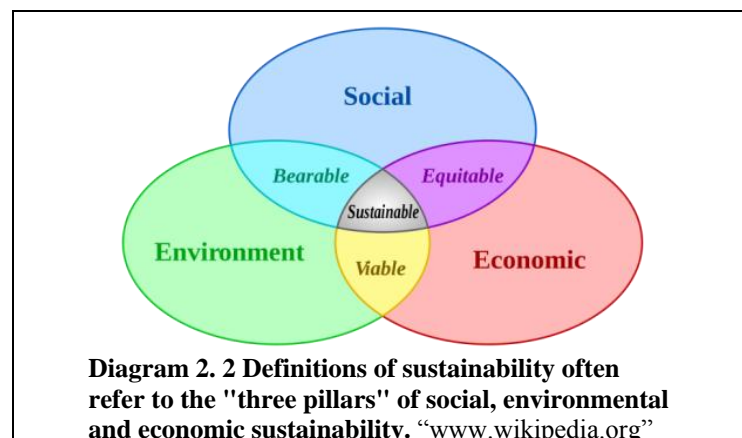 Social
Bearable
Equitable
Sustainable
Environment
Viable
Economic
Diagram 2. 2 Definitions of sustainability often
refer to the "three pillars" of social, environmental
and economic sustainability. “www.wikipedia.org”